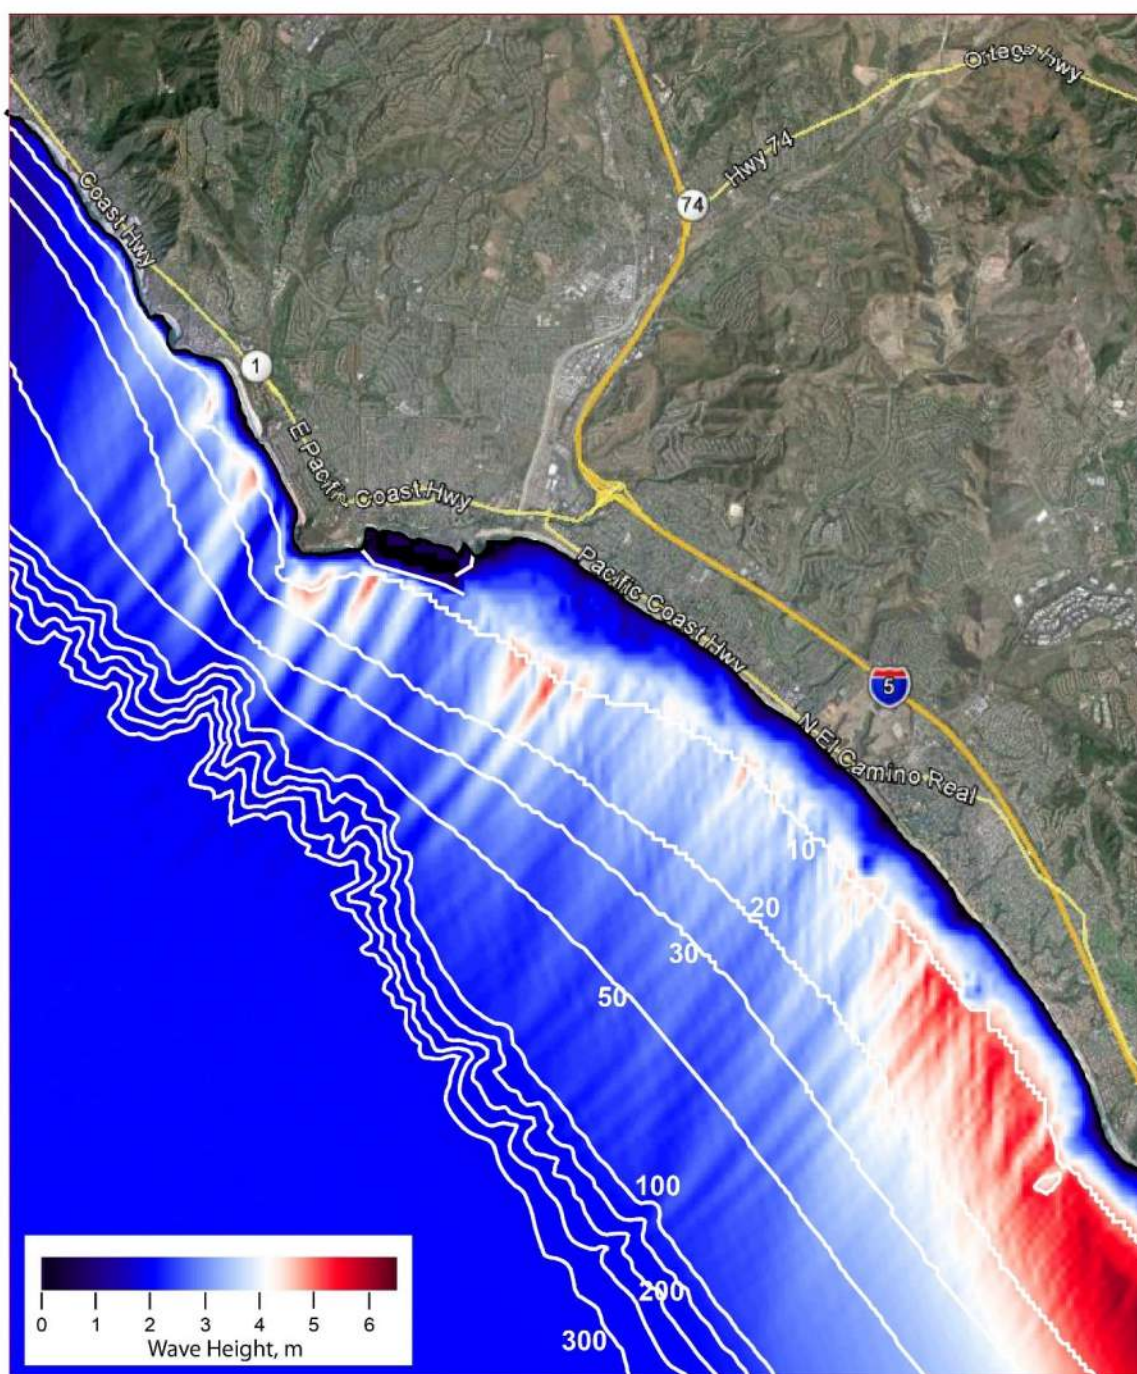 Ortega Hwy
Hwy 74
74
Coast Hwy
1
E Pacific Coast Hwy
Pacific Coast Hwy
5
N El Camino Real
10
20
30
50
100
200
300
0 1 2 3 4 5 6
Wave Height, m